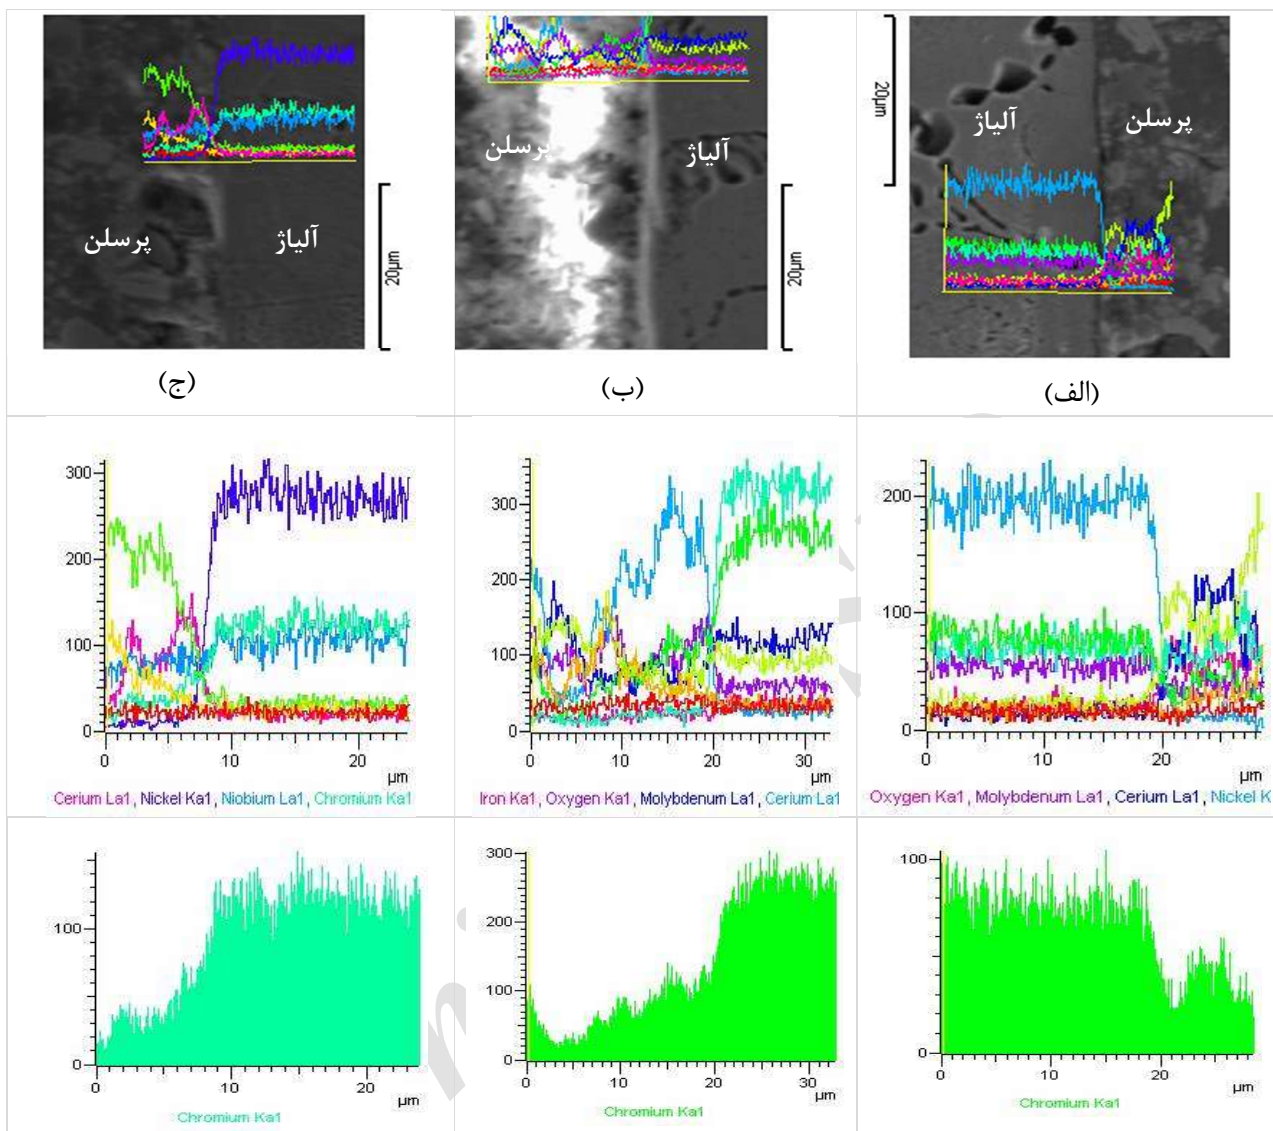 پرسلن
آلیاژ
20µm
(ج)
پرسلن
آلیاژ
20µm
(ب)
20µm
آلیاژ
پرسلن
(الف)
300
200
100
0
0
10
20
µm
Cerium La1, Nickel Ka1, Niobium La1, Chromium Ka1
300
200
100
0
0
10
20
30
µm
Iron Ka1, Oxygen Ka1, Molybdenum La1, Cerium La1
200
100
0
0
10
20
µm
Oxygen Ka1, Molybdenum La1, Cerium La1, Nickel K
100
0
0
10
20
µm
Chromium Ka1
300
200
100
0
0
10
20
30
µm
Chromium Ka1
100
0
0
10
20
µm
Chromium Ka1